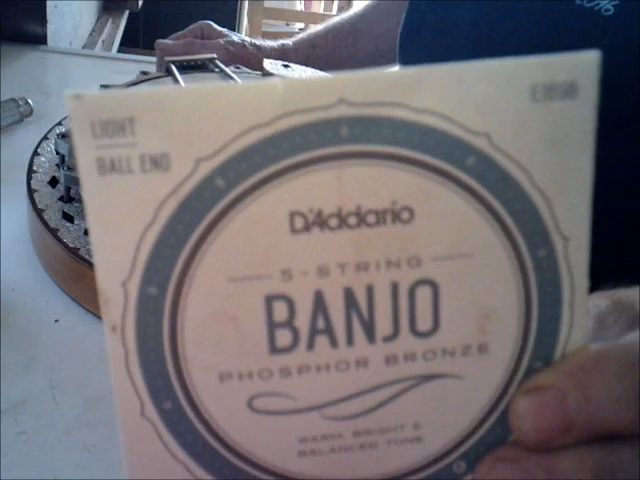 LIGHT
BALL END
D'Addario
5-STRING
BANJO
PHOSPHOR BRONZE
WARM, BRIGHT &
BALANCED TONE